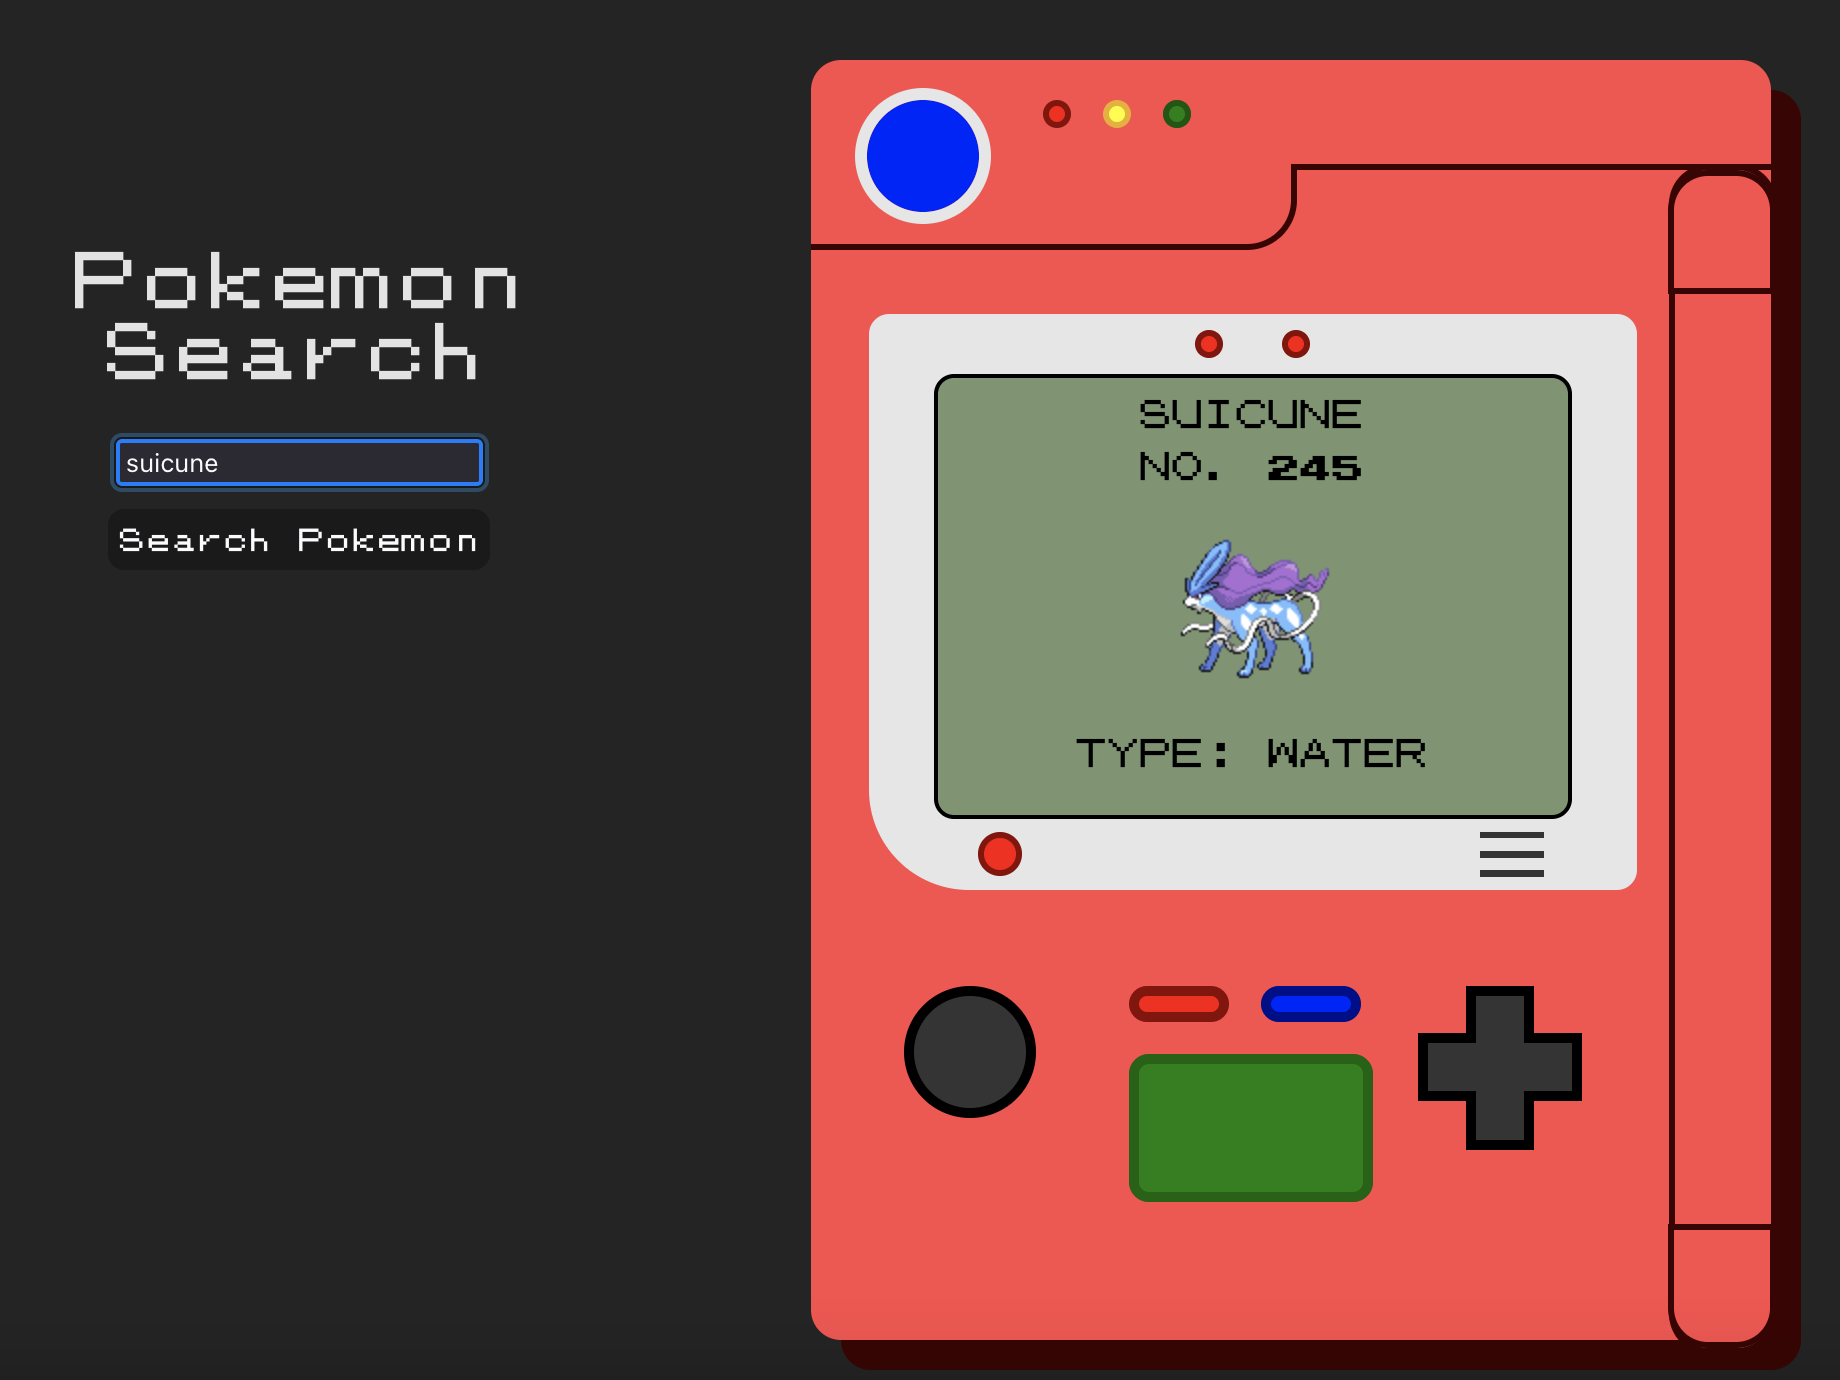 Pokemon
Search
suicune
Search Pokemon
SUICUNE
NO. 245
TYPE: WATER